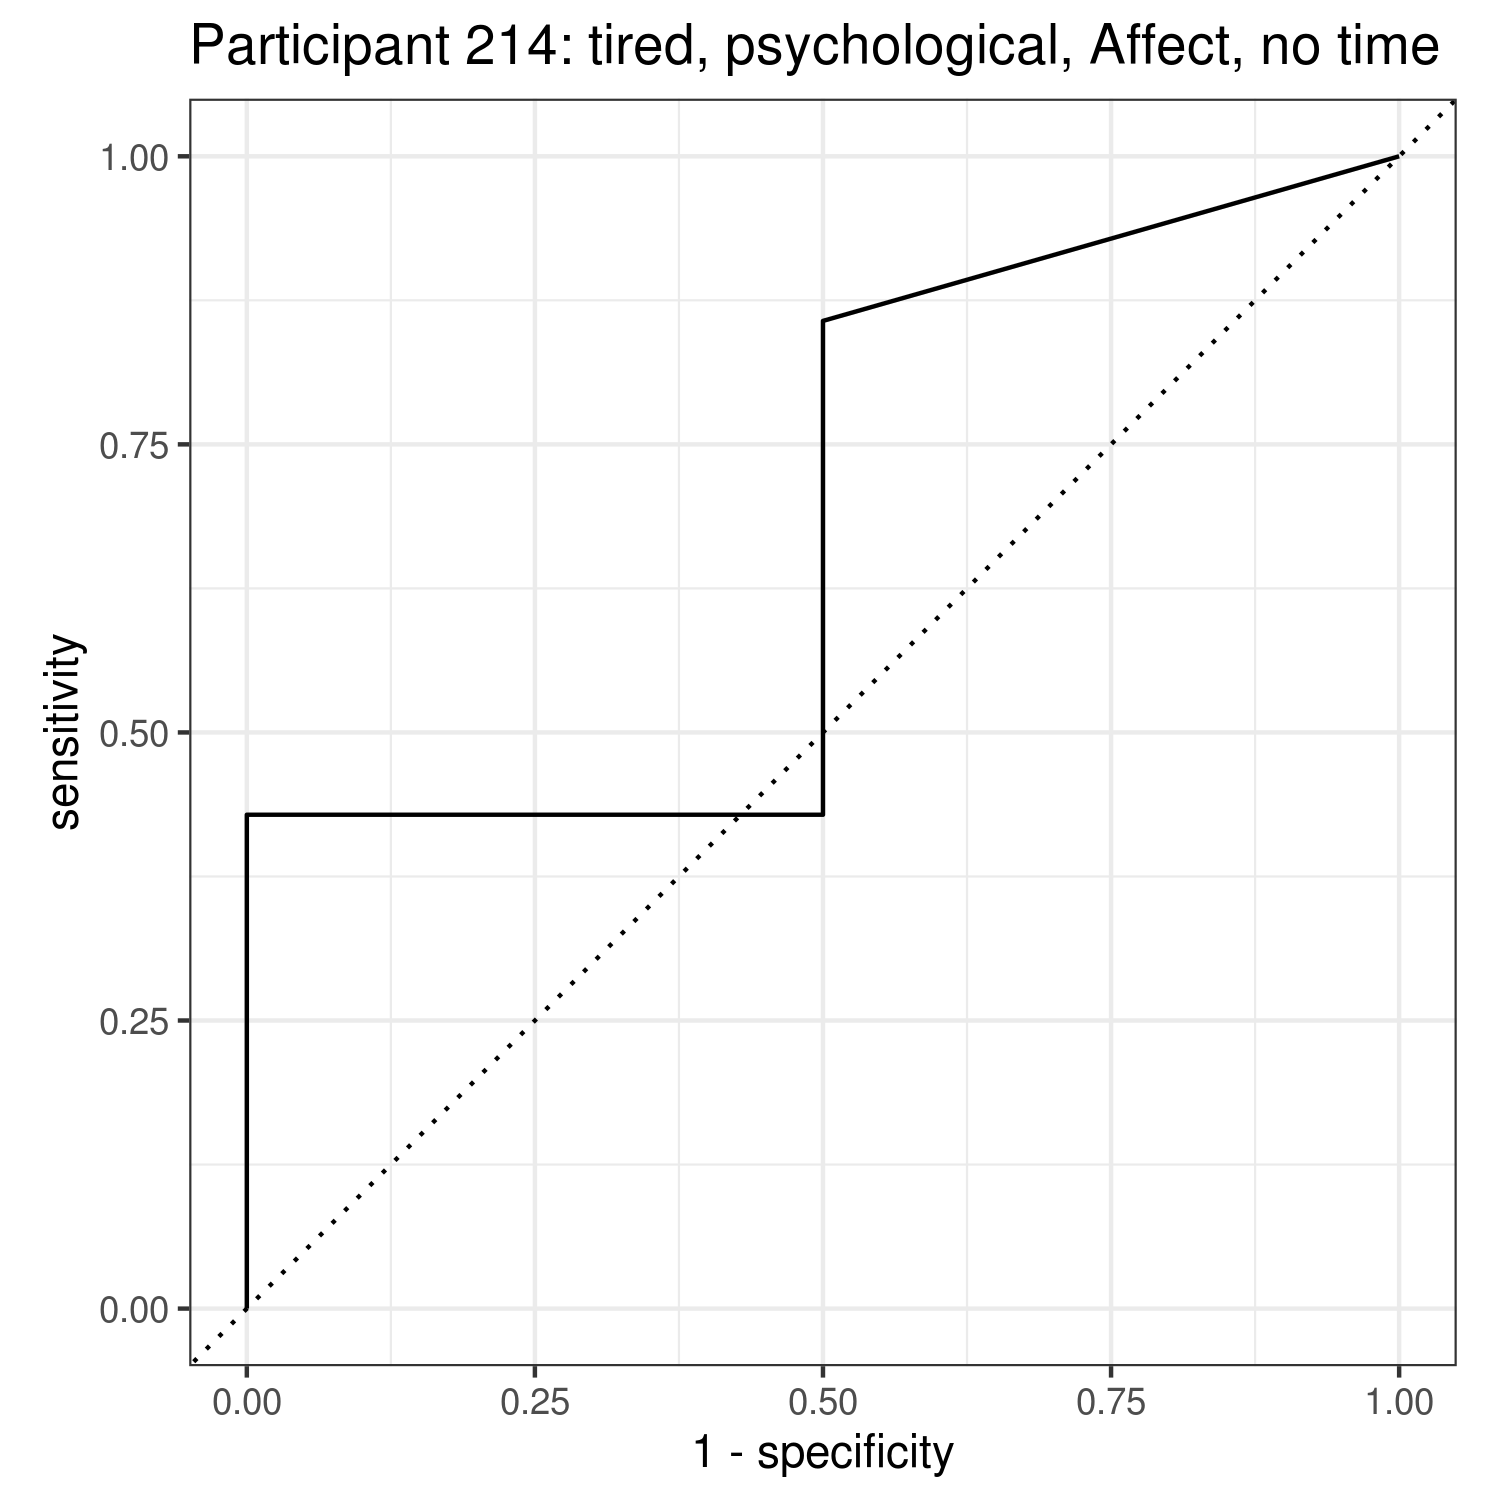 Participant 214: tired, psychological, Affect, no time
1.00
0.75
0.50
0.25
0.00
sensitivity
0.00 0.25 0.50 0.75 1.00
1 - specificity